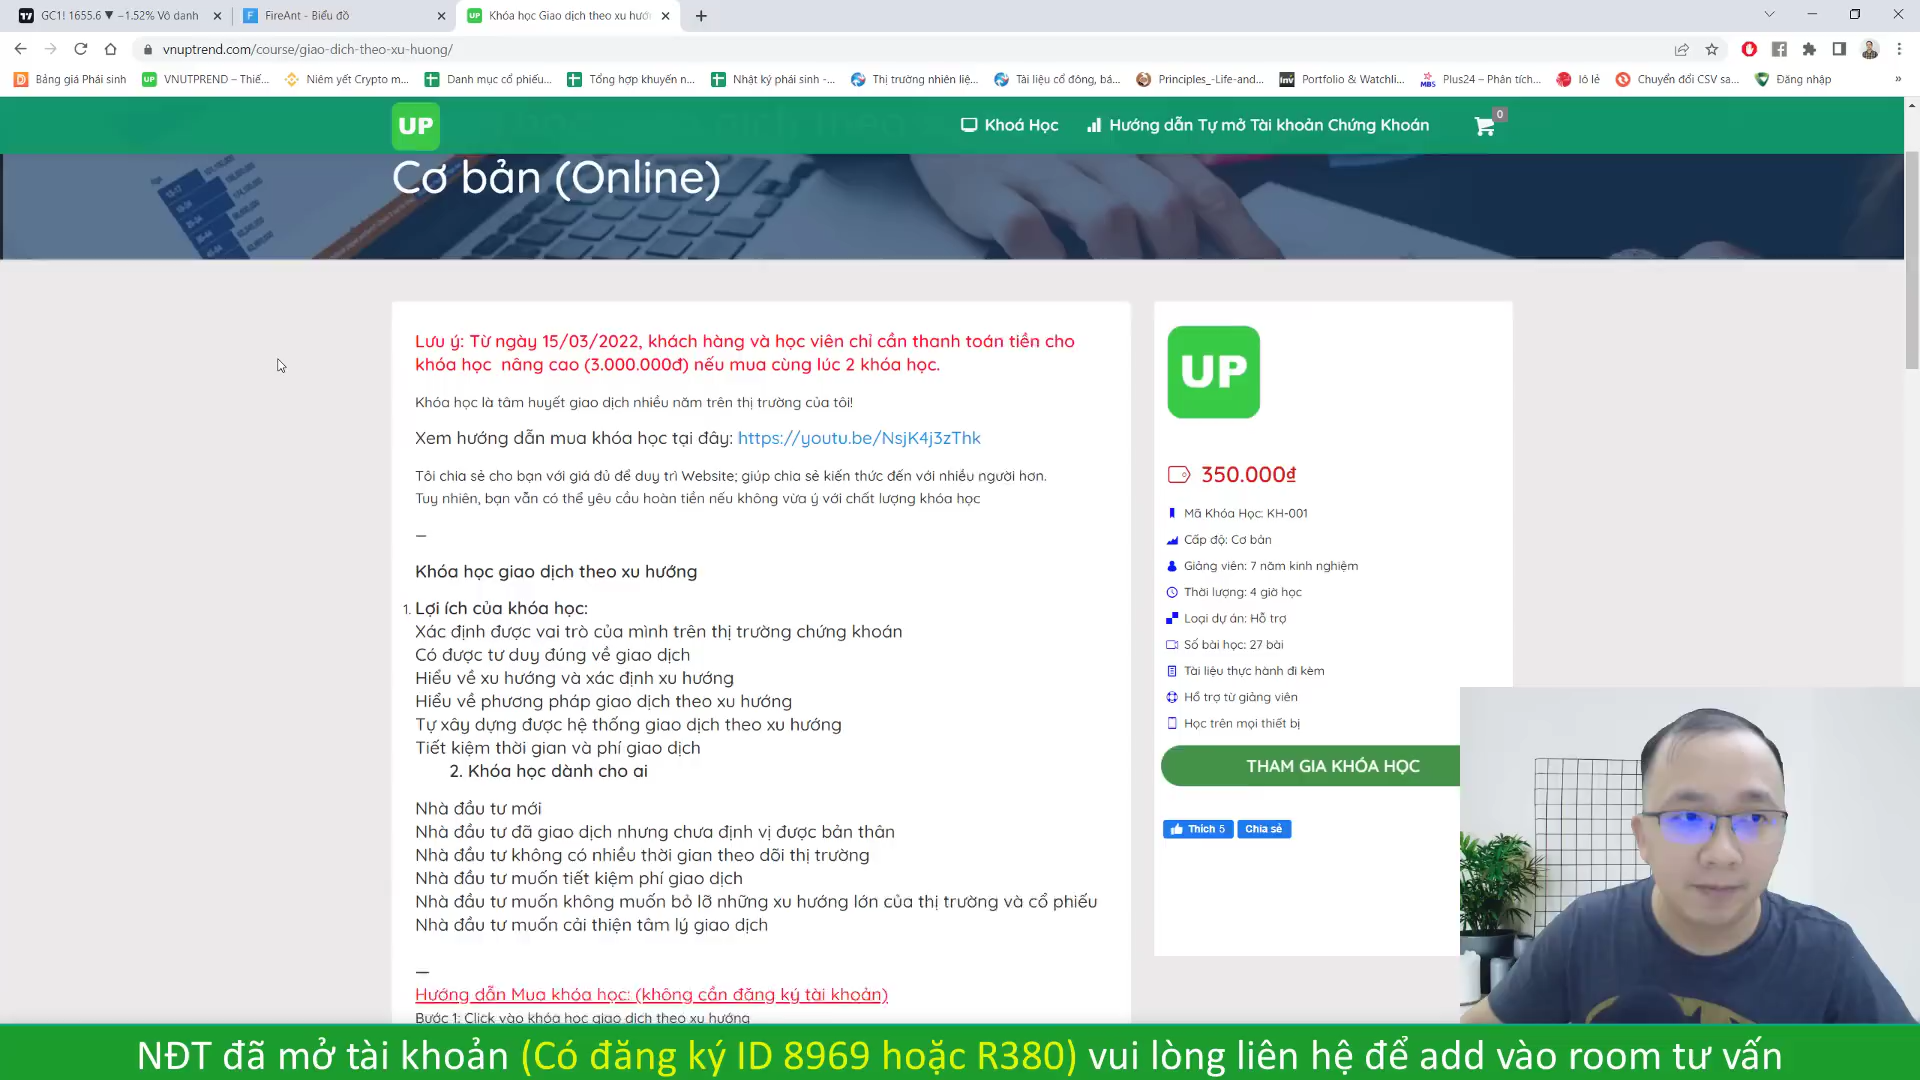 GC1! 1655.6 ▼ −1.52% Vô danh
FireAnt - Biểu đồ
Khóa học Giao dịch theo xu hướ
vnuptrend.com/course/giao-dich-theo-xu-huong/
Bảng giá Phái sinh
VNUTPREND – Thiế...
Niêm yết Crypto m...
Danh mục cổ phiếu...
Tổng hợp khuyến n...
Nhật ký phái sinh -...
Thị trường nhiên liệ...
Tài liệu cổ đông, bá...
Principles_-Life-and...
Portfolio & Watchli...
Plus24 – Phân tích...
lô lẻ
Chuyển đổi CSV sa...
Đăng nhập
»
UP
Khoá Học
Hướng dẫn Tự mở Tài khoản Chứng Khoán
0
Cơ bản (Online)
Lưu ý: Từ ngày 15/03/2022, khách hàng và học viên chỉ cần thanh toán tiền cho
khóa học nâng cao (3.000.000đ) nếu mua cùng lúc 2 khóa học.
Khóa học là tâm huyết giao dịch nhiều năm trên thị trường của tôi!
Xem hướng dẫn mua khóa học tại đây: https://youtu.be/NsjK4j3zThk
Tôi chia sẻ cho bạn với giá đủ để duy trì Website; giúp chia sẻ kiến thức đến với nhiều người hơn.
Tuy nhiên, bạn vẫn có thể yêu cầu hoàn tiền nếu không vừa ý với chất lượng khóa học
—
Khóa học giao dịch theo xu hướng
1. Lợi ích của khóa học:
Xác định được vai trò của mình trên thị trường chứng khoán
Có được tư duy đúng về giao dịch
Hiểu về xu hướng và xác định xu hướng
Hiểu về phương pháp giao dịch theo xu hướng
Tự xây dựng được hệ thống giao dịch theo xu hướng
Tiết kiệm thời gian và phí giao dịch
2. Khóa học dành cho ai
Nhà đầu tư mới
Nhà đầu tư đã giao dịch nhưng chưa định vị được bản thân
Nhà đầu tư không có nhiều thời gian theo dõi thị trường
Nhà đầu tư muốn tiết kiệm phí giao dịch
Nhà đầu tư muốn không muốn bỏ lỡ những xu hướng lớn của thị trường và cổ phiếu
Nhà đầu tư muốn cải thiện tâm lý giao dịch
—
Hướng dẫn Mua khóa học: (không cần đăng ký tài khoản)
Bước 1: Click vào khóa học giao dịch theo xu hướng
UP
350.000₫
Mã Khóa Học: KH-001
Cấp độ: Cơ bản
Giảng viên: 7 năm kinh nghiệm
Thời lượng: 4 giờ học
Loại dự án: Hỗ trợ
Số bài học: 27 bài
Tài liệu thực hành đi kèm
Hỗ trợ từ giảng viên
Học trên mọi thiết bị
THAM GIA KHÓA HỌC
Thích 5
Chia sẻ
NĐT đã mở tài khoản (Có đăng ký ID 8969 hoặc R380) vui lòng liên hệ để add vào room tư vấn